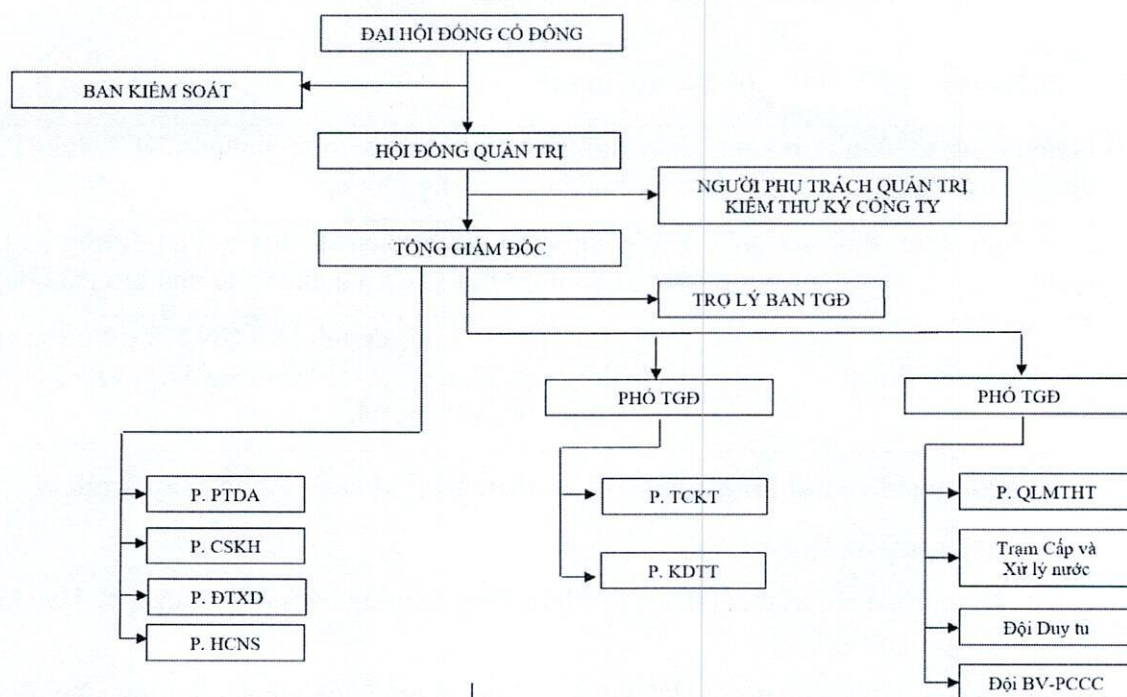 ĐẠI HỘI ĐỒNG CỔ ĐÔNG
BAN KIỂM SOÁT
HỘI ĐỒNG QUẢN TRỊ
NGƯỜI PHỤ TRÁCH QUẢN TRỊ
KIÊM THƯ KÝ CÔNG TY
TỔNG GIÁM ĐỐC
TRỢ LÝ BAN TGĐ
PHÓ TGĐ
PHÓ TGĐ
P. PTDA
P. CSKH
P. ĐTXD
P. HCNS
P. TCKT
P. KDTT
P. QLMTHT
Trạm Cấp và
Xử lý nước
Đội Duy tu
Đội BV-PCCC